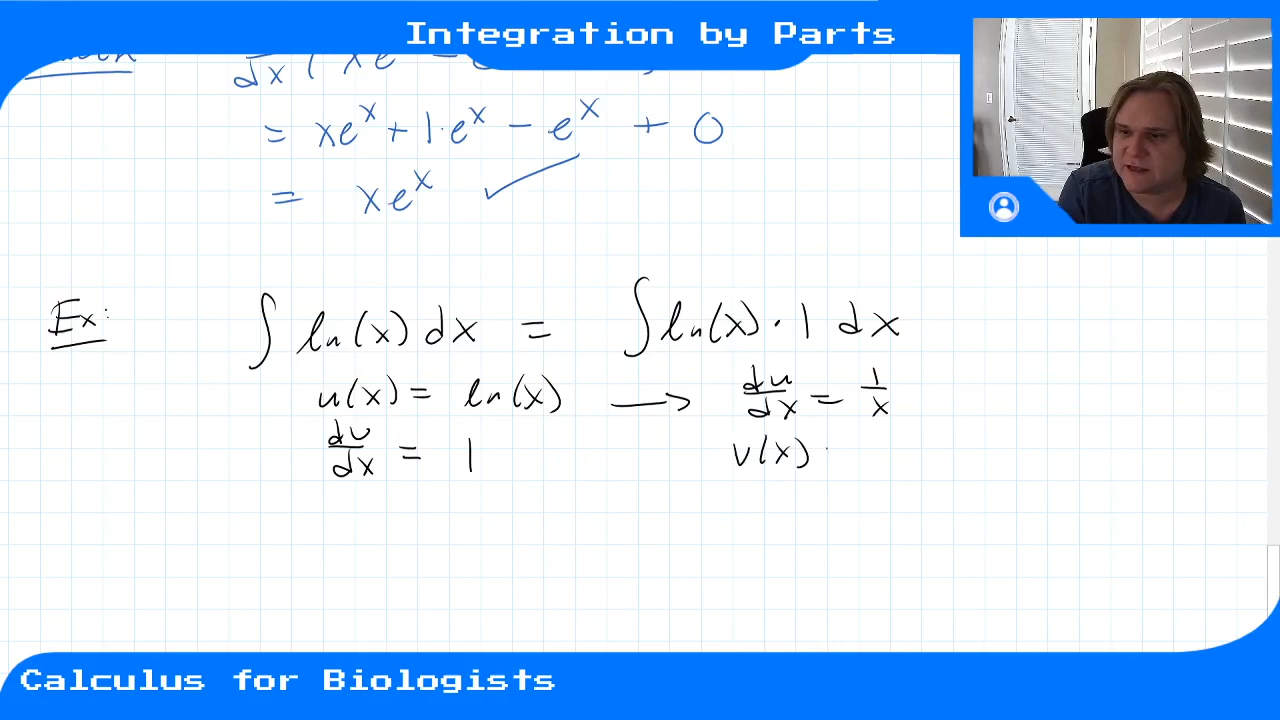 Integration by Parts
= xe^x + 1·e^x − e^x + 0
= xe^x ✓
Ex: ∫ ln(x) dx = ∫ ln(x) · 1 dx
u(x) = ln(x) → du/dx = 1/x
dv/dx = 1 v(x)
Calculus for Biologists